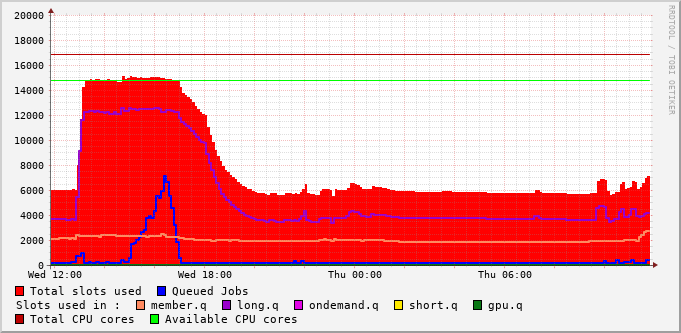 20000
18000
16000
14000
12000
10000
8000
6000
4000
2000
0
Wed 12:00 Wed 18:00 Thu 00:00 Thu 06:00
Total slots used Queued Jobs
Slots used in : member.q long.q ondemand.q short.q gpu.q
Total CPU cores Available CPU cores
RRDTOOL / TOBI OETIKER